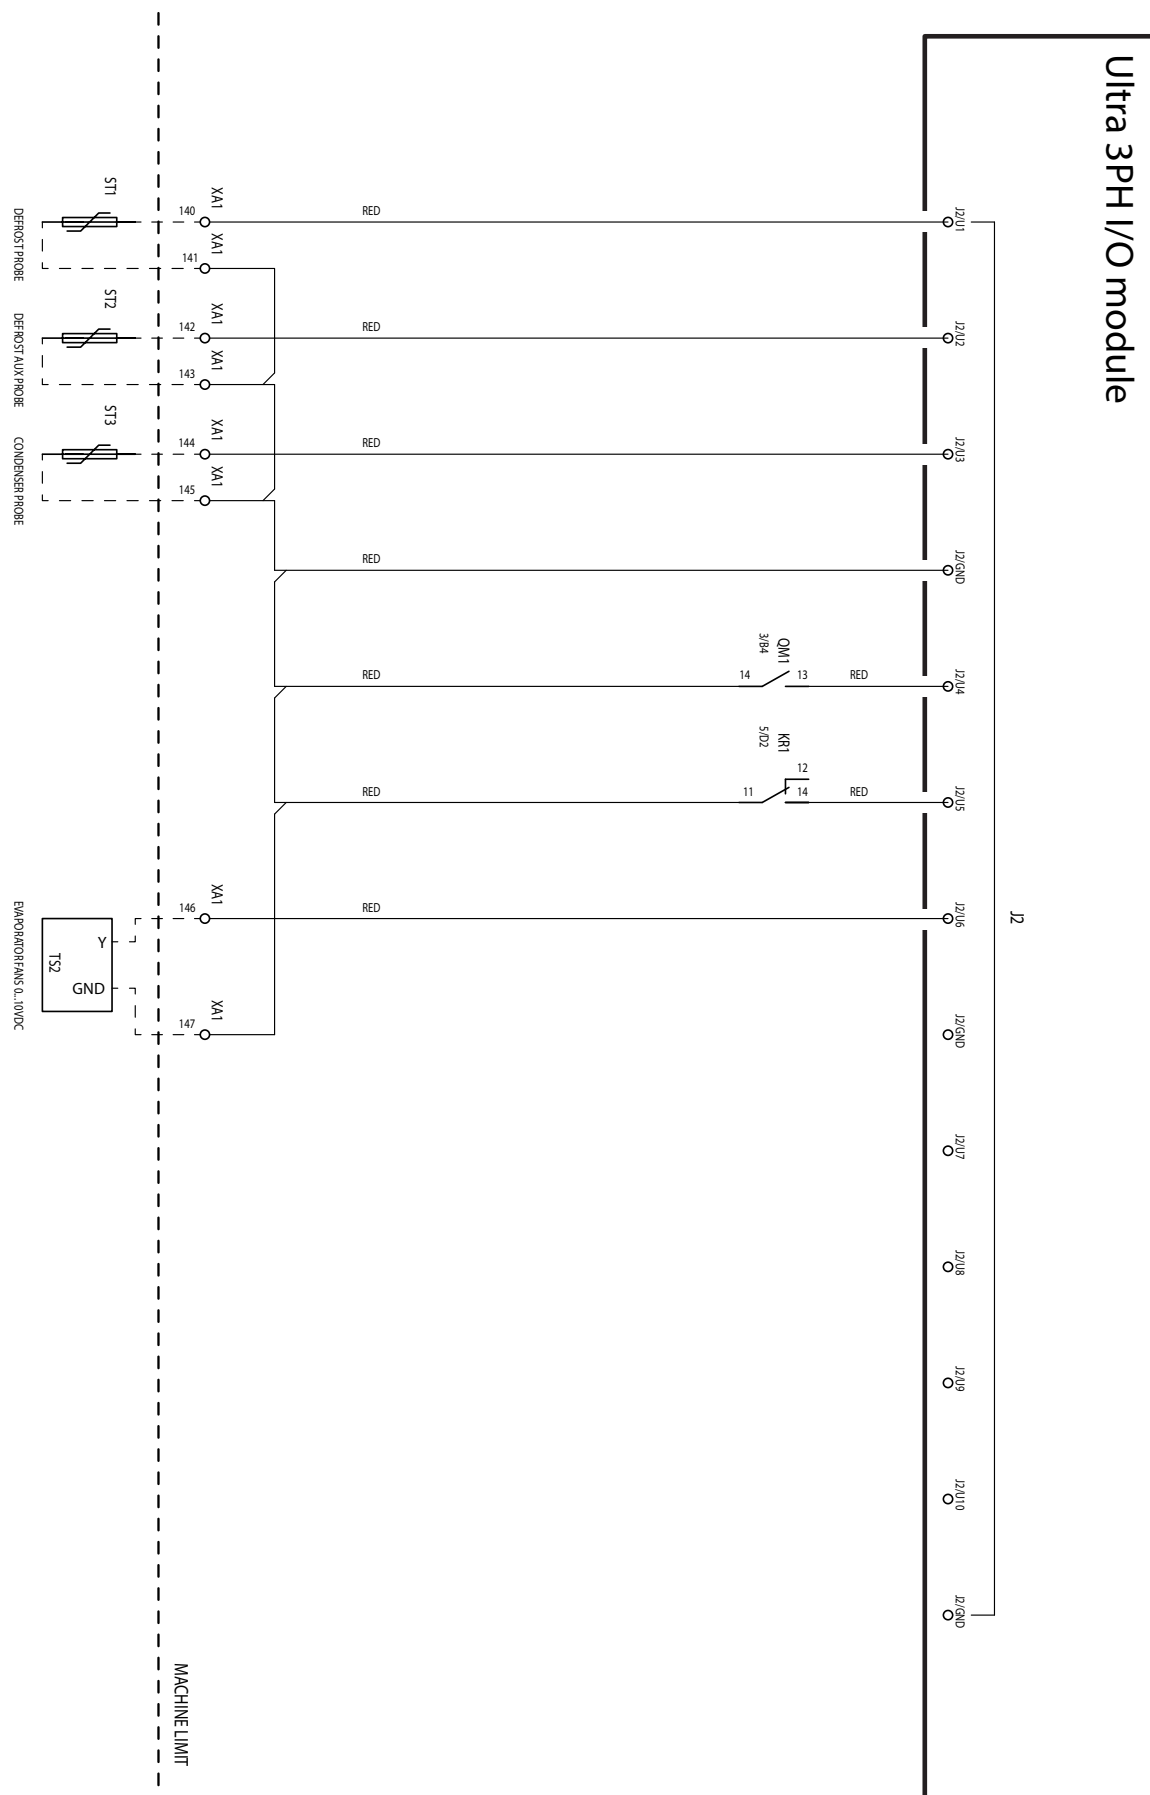 Ultra 3PH I/O module
J2
J2/U1
J2/U2
J2/U3
J2/GND
J2/U4
J2/U5
J2/U6
J2/GND
J2/U7
J2/U8
J2/U9
J2/U10
J2/GND
RED
RED
RED
RED
RED
RED
RED
RED
RED
QM1
3/B4
14
13
KR1
5/D2
12
11
14
XA1
140
XA1
141
XA1
142
XA1
143
XA1
144
XA1
145
XA1
146
XA1
147
MACHINE LIMIT
ST1
DEFROST PROBE
ST2
DEFROST AUX PROBE
ST3
CONDENSER PROBE
Y
TS2
GND
EVAPORATOR FANS 0...10VDC